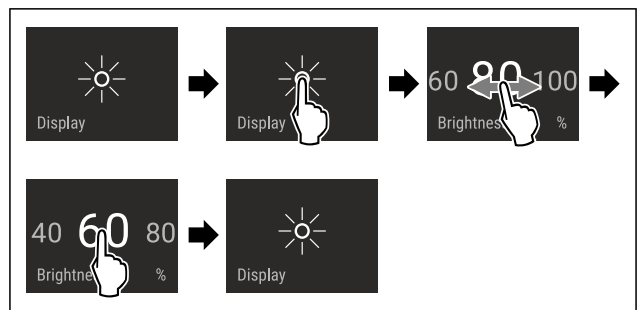 Display
Display
60 80 100
Brightnes %
40 60 80
Brightne %
Display